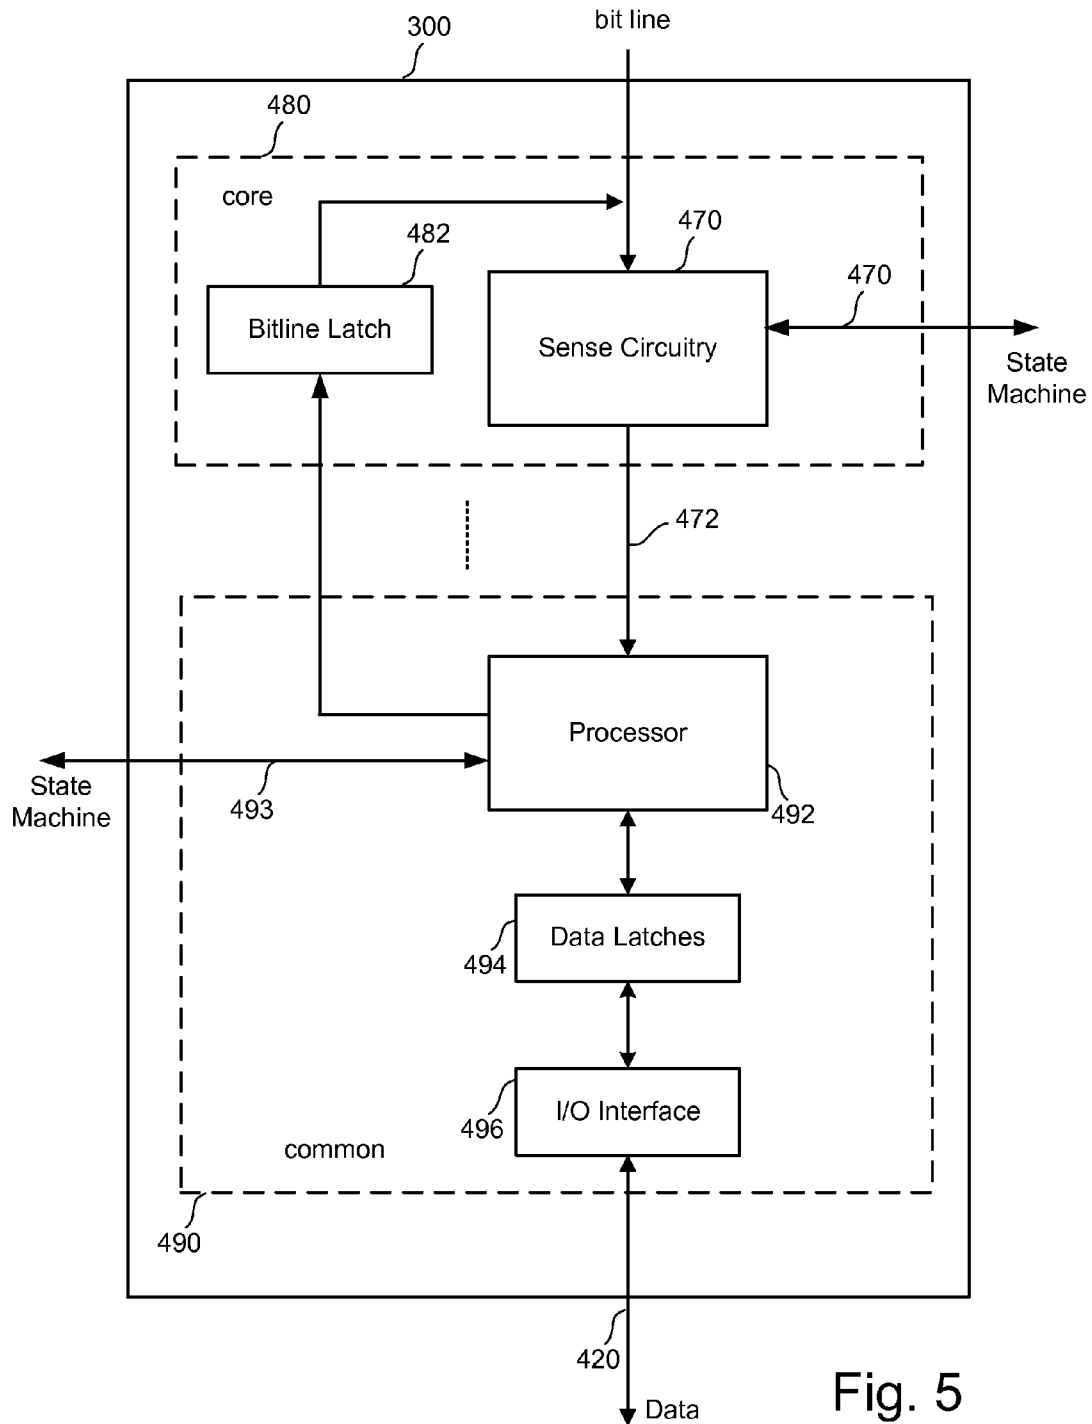 bit line
300
480
core
482
470
470
Bitline Latch
Sense Circuitry
State
Machine
472
Processor
State
Machine
493
492
Data Latches
494
I/O Interface
496
common
490
420
Data
Fig. 5